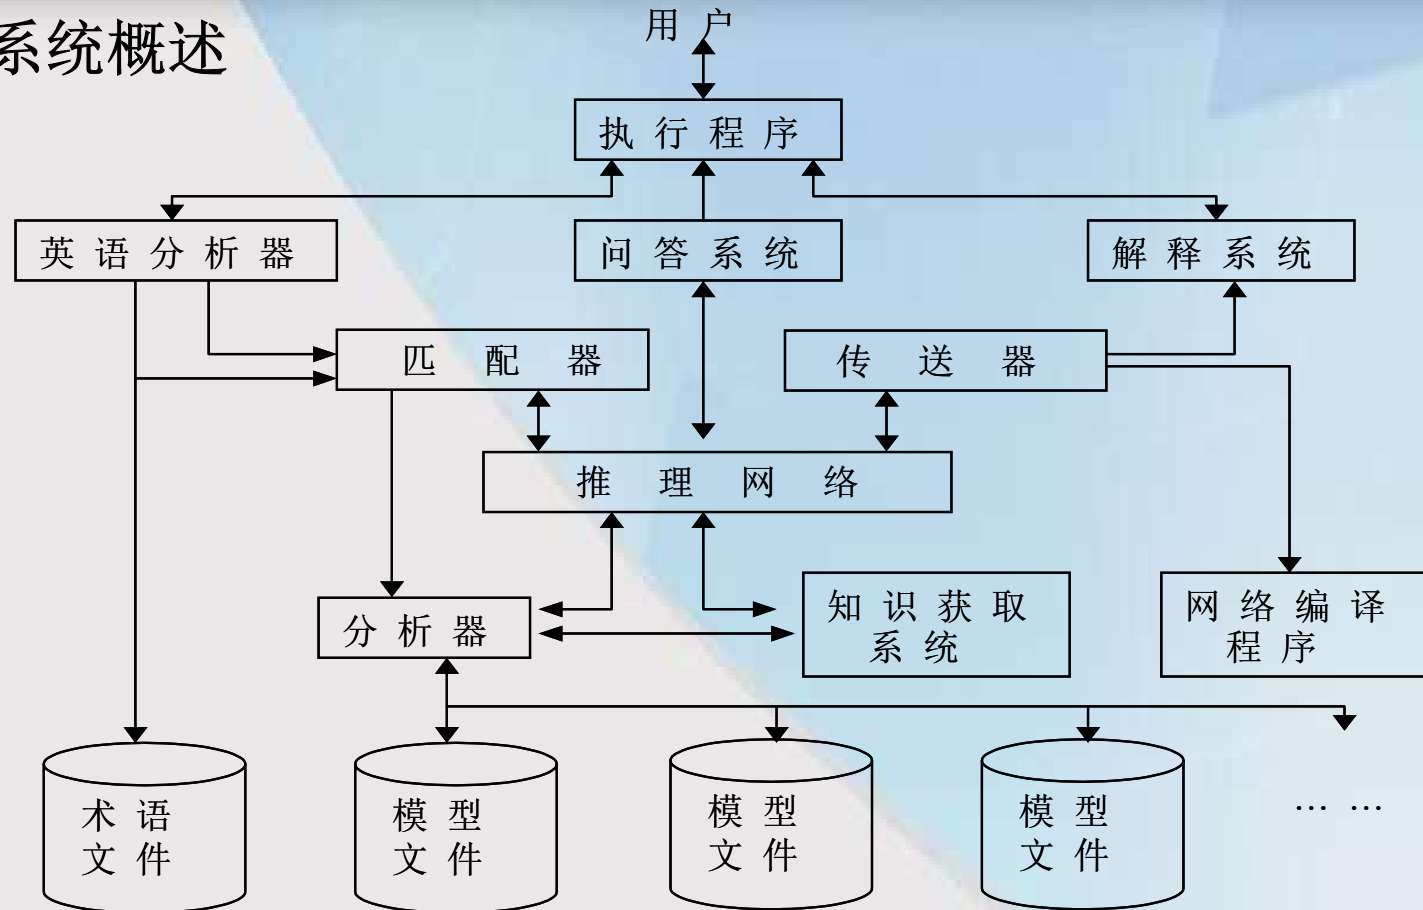 系统概述
用 户
执 行 程 序
英 语 分 析 器
问 答 系 统
解 释 系 统
匹 配 器
传 送 器
推 理 网 络
分 析 器
知 识 获 取
系 统
网 络 编 译
程 序
术 语
文 件
模 型
文 件
模 型
文 件
模 型
文 件
… …